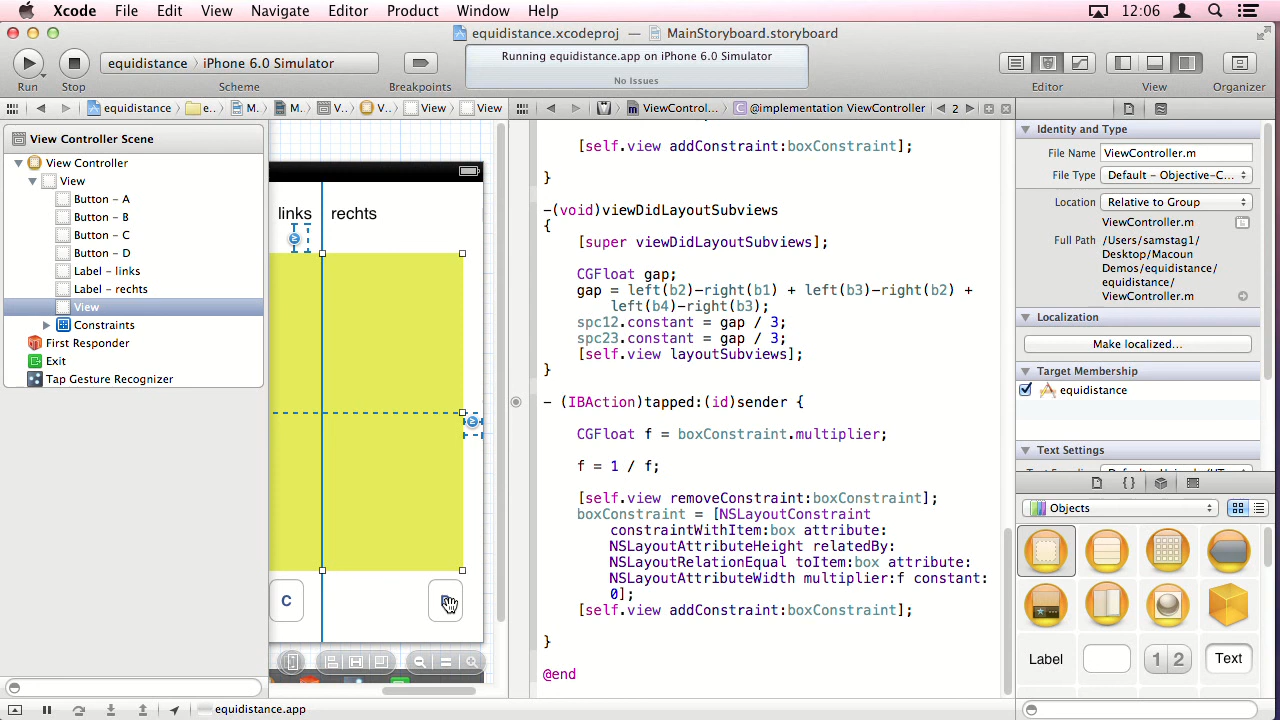 Xcode File Edit View Navigate Editor Product Window Help 12:06
equidistance.xcodeproj — MainStoryboard.storyboard
equidistance iPhone 6.0 Simulator
Running equidistance.app on iPhone 6.0 Simulator
No Issues
Run Stop Scheme Breakpoints Editor View Organizer
equidistance e... M. M. V... V... View View
ViewControl... @implementation ViewController 2
View Controller Scene
View Controller
View
Button – A
Button – B
Button – C
Button – D
Label – links
Label – rechts
View
Constraints
First Responder
Exit
Tap Gesture Recognizer
links rechts
C
[self.view addConstraint:boxConstraint];
}
-(void)viewDidLayoutSubviews
{
[super viewDidLayoutSubviews];
CGFloat gap;
gap = left(b2)-right(b1) + left(b3)-right(b2) +
left(b4)-right(b3);
spc12.constant = gap / 3;
spc23.constant = gap / 3;
[self.view layoutSubviews];
}
- (IBAction)tapped:(id)sender {
CGFloat f = boxConstraint.multiplier;
f = 1 / f;
[self.view removeConstraint:boxConstraint];
boxConstraint = [NSLayoutConstraint
constraintWithItem:box attribute:
NSLayoutAttributeHeight relatedBy:
NSLayoutRelationEqual toItem:box attribute:
NSLayoutAttributeWidth multiplier:f constant:
0];
[self.view addConstraint:boxConstraint];
}
@end
Identity and Type
File Name ViewController.m
File Type Default – Objective-C...
Location Relative to Group
ViewController.m
Full Path /Users/samstag1/
Desktop/Macoun
Demos/equidistance/
equidistance/
ViewController.m
Localization
Make localized...
Target Membership
equidistance
Text Settings
Objects
Label 1 2 Text
equidistance.app